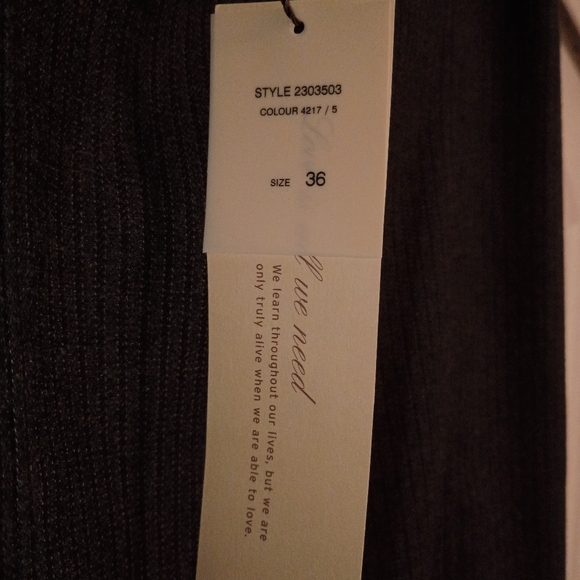 STYLE 2303503
COLOUR 4217 / 5
SIZE 36
we need
We learn throughout our lives, but we are
only truly alive when we are able to love.